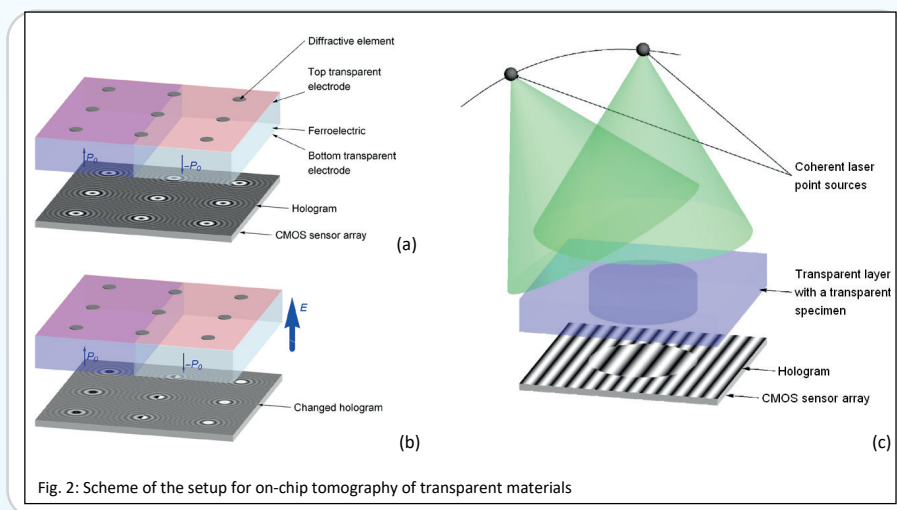 Diffractive element
Top transparent
electrode
Ferroelectric
Bottom transparent
electrode
P₀
-P₀
Hologram
CMOS sensor array
(a)
E
P₀
-P₀
Changed hologram
(b)
Coherent laser
point sources
Transparent layer
with a transparent
specimen
Hologram
CMOS sensor array
(c)
Fig. 2: Scheme of the setup for on-chip tomography of transparent materials